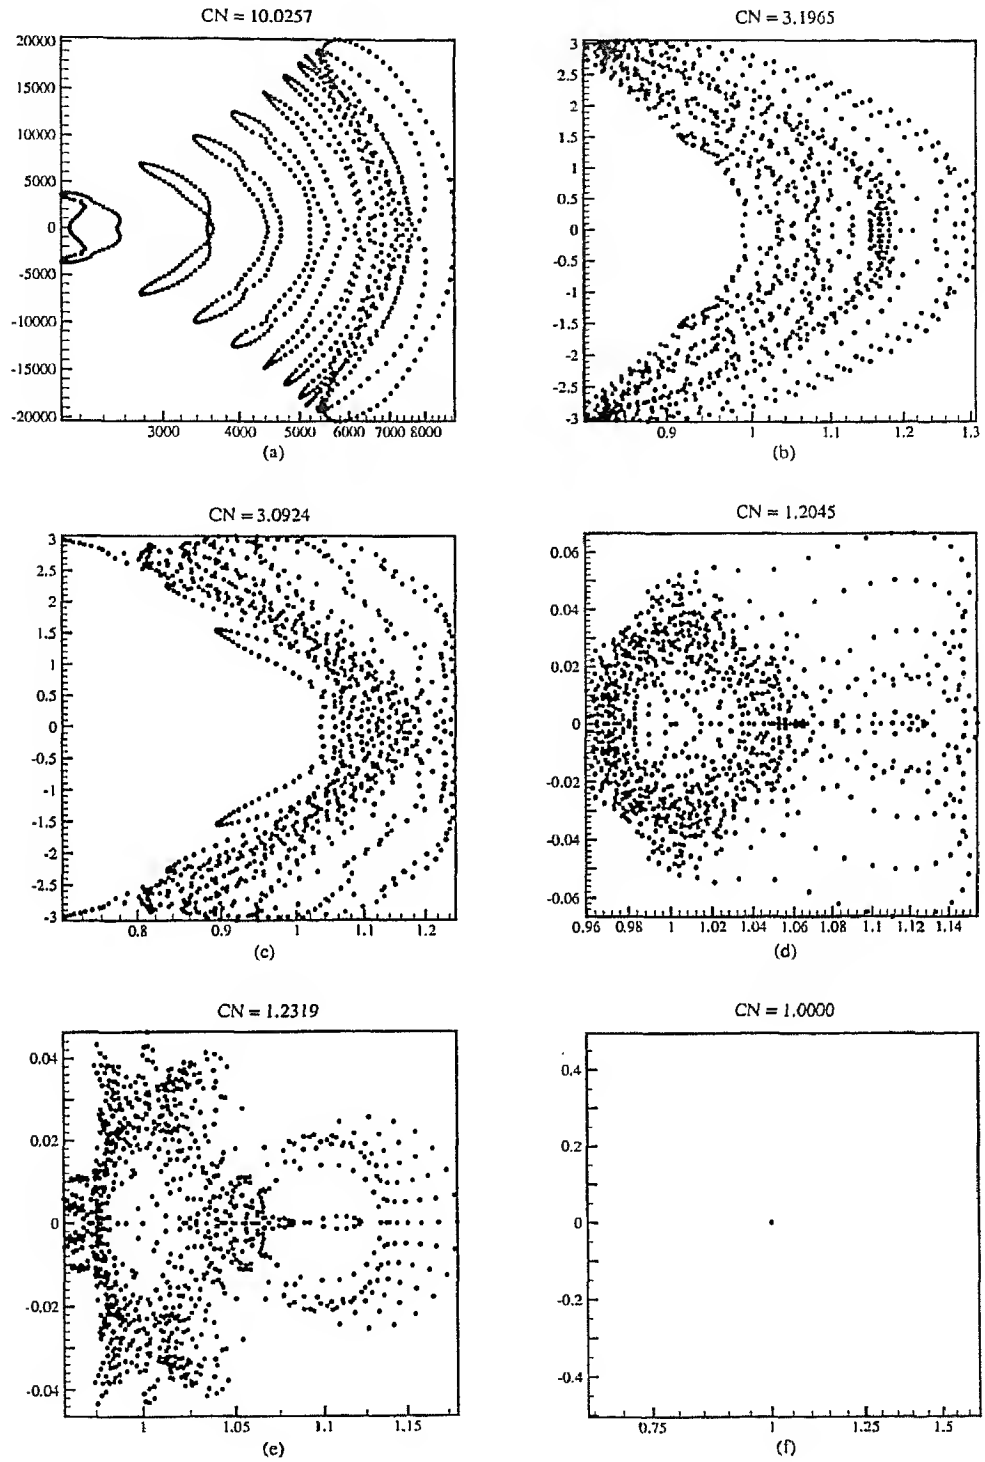 CN = 10.0257
20000
15000
10000
5000
0
-5000
-10000
-15000
-20000
3000 4000 5000 6000 7000 8000
(a)
CN = 3.1965
3
2.5
2
1.5
1
0.5
0
-0.5
-1
-1.5
-2
-2.5
-3
0.9 1 1.1 1.2 1.3
(b)
CN = 3.0924
3
2.5
2
1.5
1
0.5
0
-0.5
-1
-1.5
-2
-2.5
-3
0.8 0.9 1 1.1 1.2
(c)
CN = 1.2045
0.06
0.04
0.02
0
-0.02
-0.04
-0.06
0.96 0.98 1 1.02 1.04 1.06 1.08 1.1 1.12 1.14
(d)
CN = 1.2319
0.04
0.02
0
-0.02
-0.04
1 1.05 1.1 1.15
(e)
CN = 1.0000
0.4
0.2
0
-0.2
-0.4
0.75 1 1.25 1.5
(f)